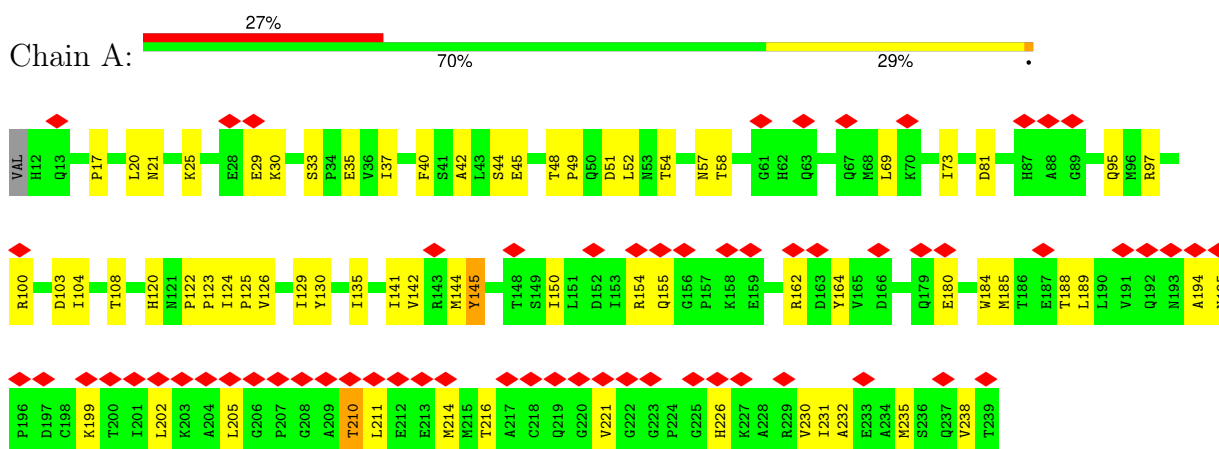 27%
Chain A:
70% 29% •
VAL H12 Q13 P17 L20 N21 K25 E28 E29 K30 S33 P34 E35 V36 I37 F40 S41 A42 L43 S44 E45 T48 P49 Q50 D51 L52 N53 T54 N57 T58 G61 H62 Q63 Q67 M68 L69 K70 I73 D81 H87 A88 G89 Q95 M96 R97
R100 D103 I104 T108 H120 N121 P122 P123 I124 P125 V126 I129 Y130 I135 I141 V142 R143 M144 Y145 T148 S149 I150 L151 D152 I153 R154 Q155 G156 P157 K158 E159 R162 D163 Y164 V165 D166 Q179 E180 W184 M185 T186 E187 T188 L189 L190 V191 Q192 N193 A194
P196 D197 C198 K199 T200 I201 L202 K203 A204 L205 G206 P207 G208 A209 T210 L211 E212 E213 M214 M215 T216 A217 C218 Q219 G220 V221 G222 G223 P224 G225 H226 K227 A228 R229 V230 I231 A232 E233 A234 M235 S236 Q237 V238 T239